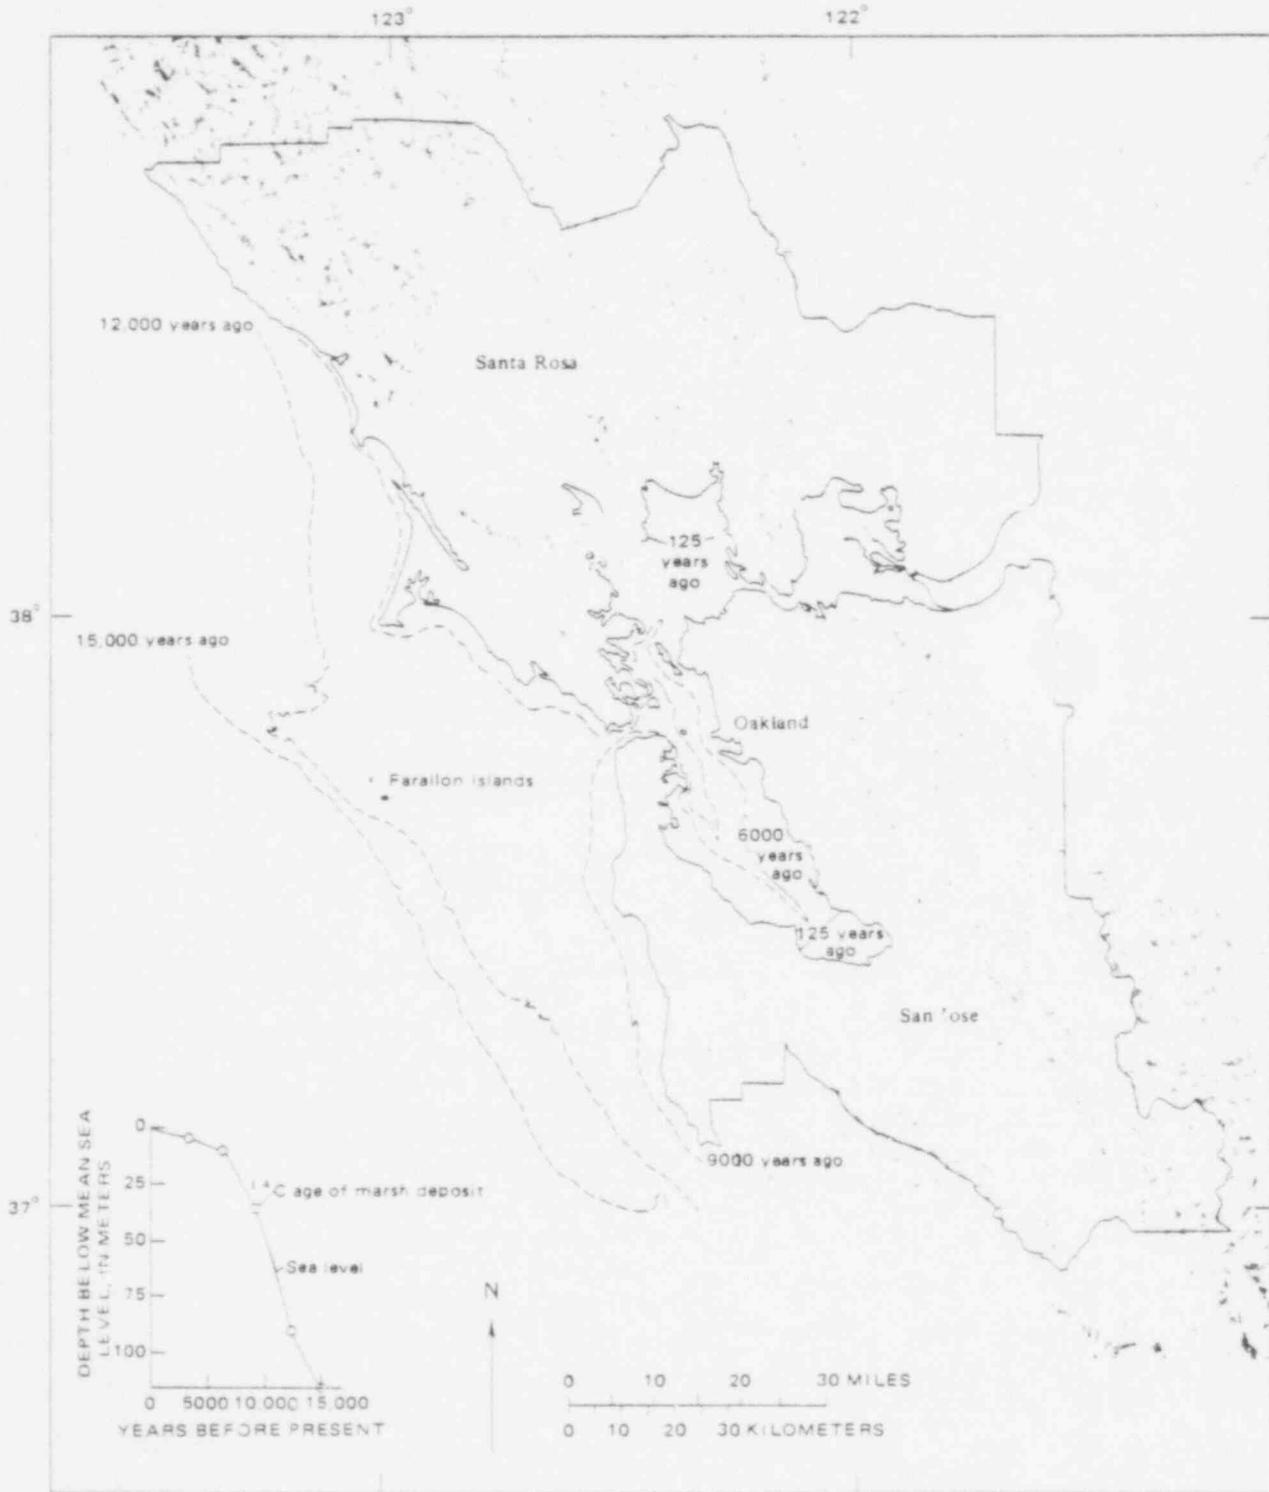 123°
122°
12,000 years ago
Santa Rosa
125
years
ago
38°
15,000 years ago
Oakland
Farallon Islands
6000
years
ago
125 years
ago
San Jose
9000 years ago
37°
DEPTH BELOW MEAN SEA
LEVEL, IN METERS
0
25
50
75
100
14C age of marsh deposit
Sea level
0 5000 10,000 15,000
YEARS BEFORE PRESENT
N
0 10 20 30 MILES
0 10 20 30 KILOMETERS